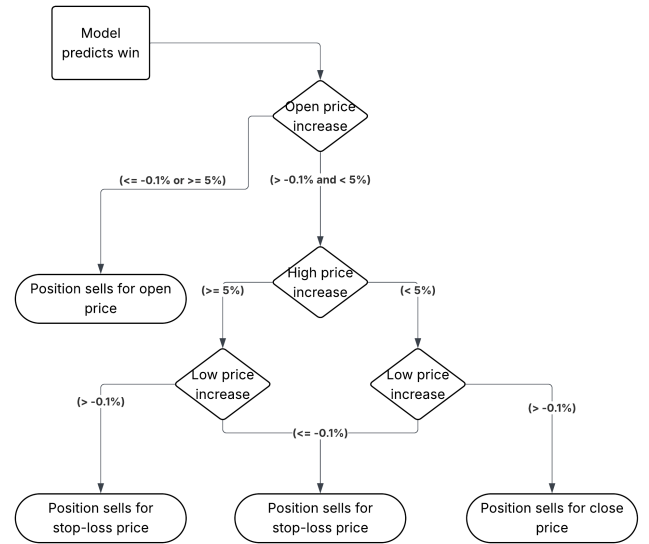 Model
predicts win
Open price
increase
(<= -0.1% or >= 5%)
(> -0.1% and < 5%)
Position sells for open
price
High price
increase
(>= 5%)
(< 5%)
Low price
increase
Low price
increase
(> -0.1%)
(<= -0.1%)
(> -0.1%)
Position sells for
stop-loss price
Position sells for
stop-loss price
Position sells for close
price